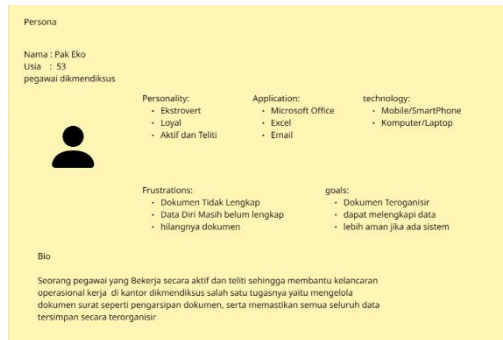 Persona
Nama : Pak Eko
Usia : 53
pegawai dikmendiksus
Personality:
• Ekstrovert
• Loyal
• Aktif dan Teliti
Application:
• Microsoft Office
• Excel
• Email
technology:
• Mobile/SmartPhone
• Komputer/Laptop
Frustrations:
• Dokumen Tidak Lengkap
• Data Diri Masih belum lengkap
• hilangnya dokumen
goals:
• Dokumen Teroganisir
• dapat melengkapi data
• lebih aman jika ada sistem
Bio
Seorang pegawai yang Bekerja secara aktif dan teliti sehingga membantu kelancaran
operasional kerja di kantor dikmendiksus salah satu tugasnya yaitu mengelola
dokumen surat seperti pengarsipan dokumen, serta memastikan semua seluruh data
tersimpan secara terorganisir